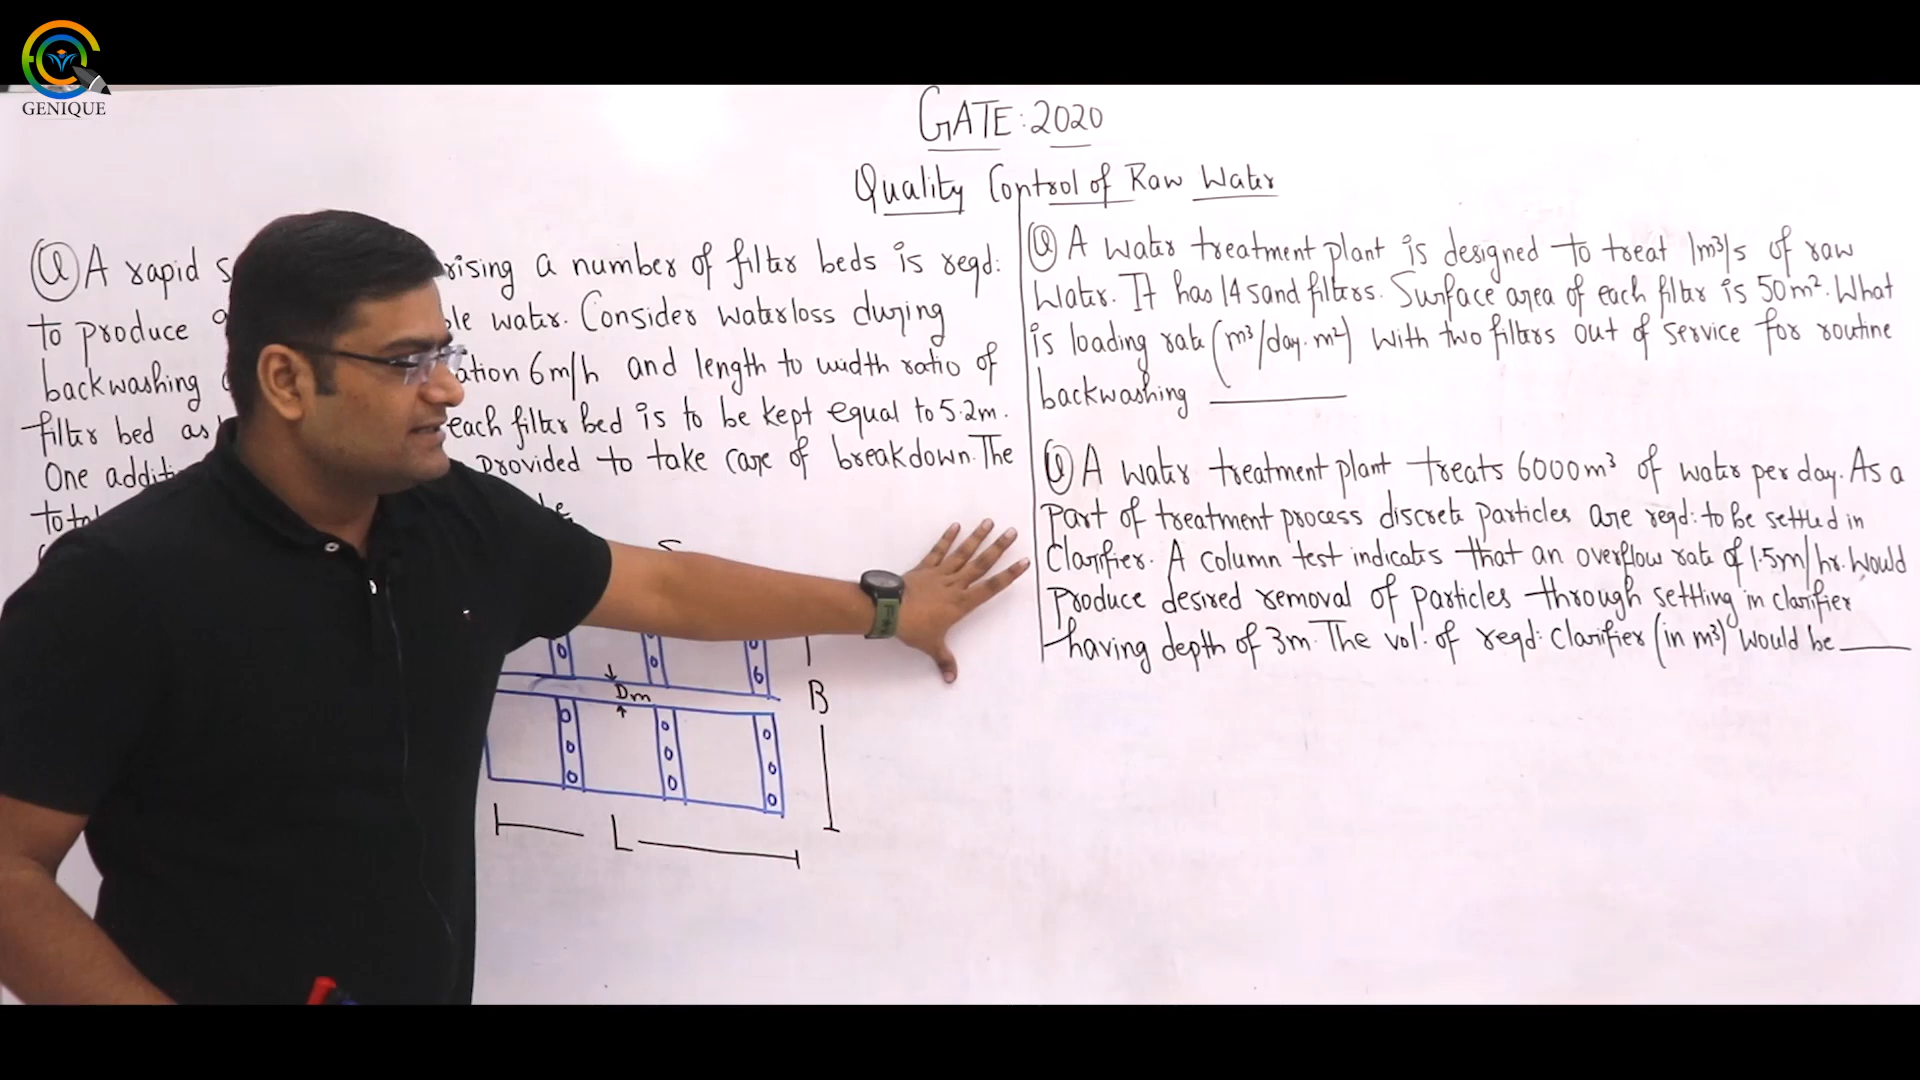 GENIQUE
GATE: 2020
Quality Control of Raw Water
Q A rapid rising a number of filter beds is reqd:
to produce ble water. Consider waterloss during
backwashing ation 6m/h and length to width ratio of
filter bed as each filter bed is to be kept equal to 5.2m.
One additi provided to take care of breakdown. The
total
Q A water treatment plant is designed to treat 1m³/s of raw
water. It has 14 sand filters. Surface area of each filter is 50m². What
is loading rate (m³/day.m²) with two filters out of service for routine
backwashing ______
Q A water treatment plant treats 6000m³ of water per day. As a
part of treatment process discrete particles are reqd: to be settled in
clarifier. A column test indicates that an overflow rate of 1.5m/hr. would
produce desired removal of particles through settling in clarifier
having depth of 3m. The vol. of reqd: clarifier (in m³) would be ______
Dm
B
L